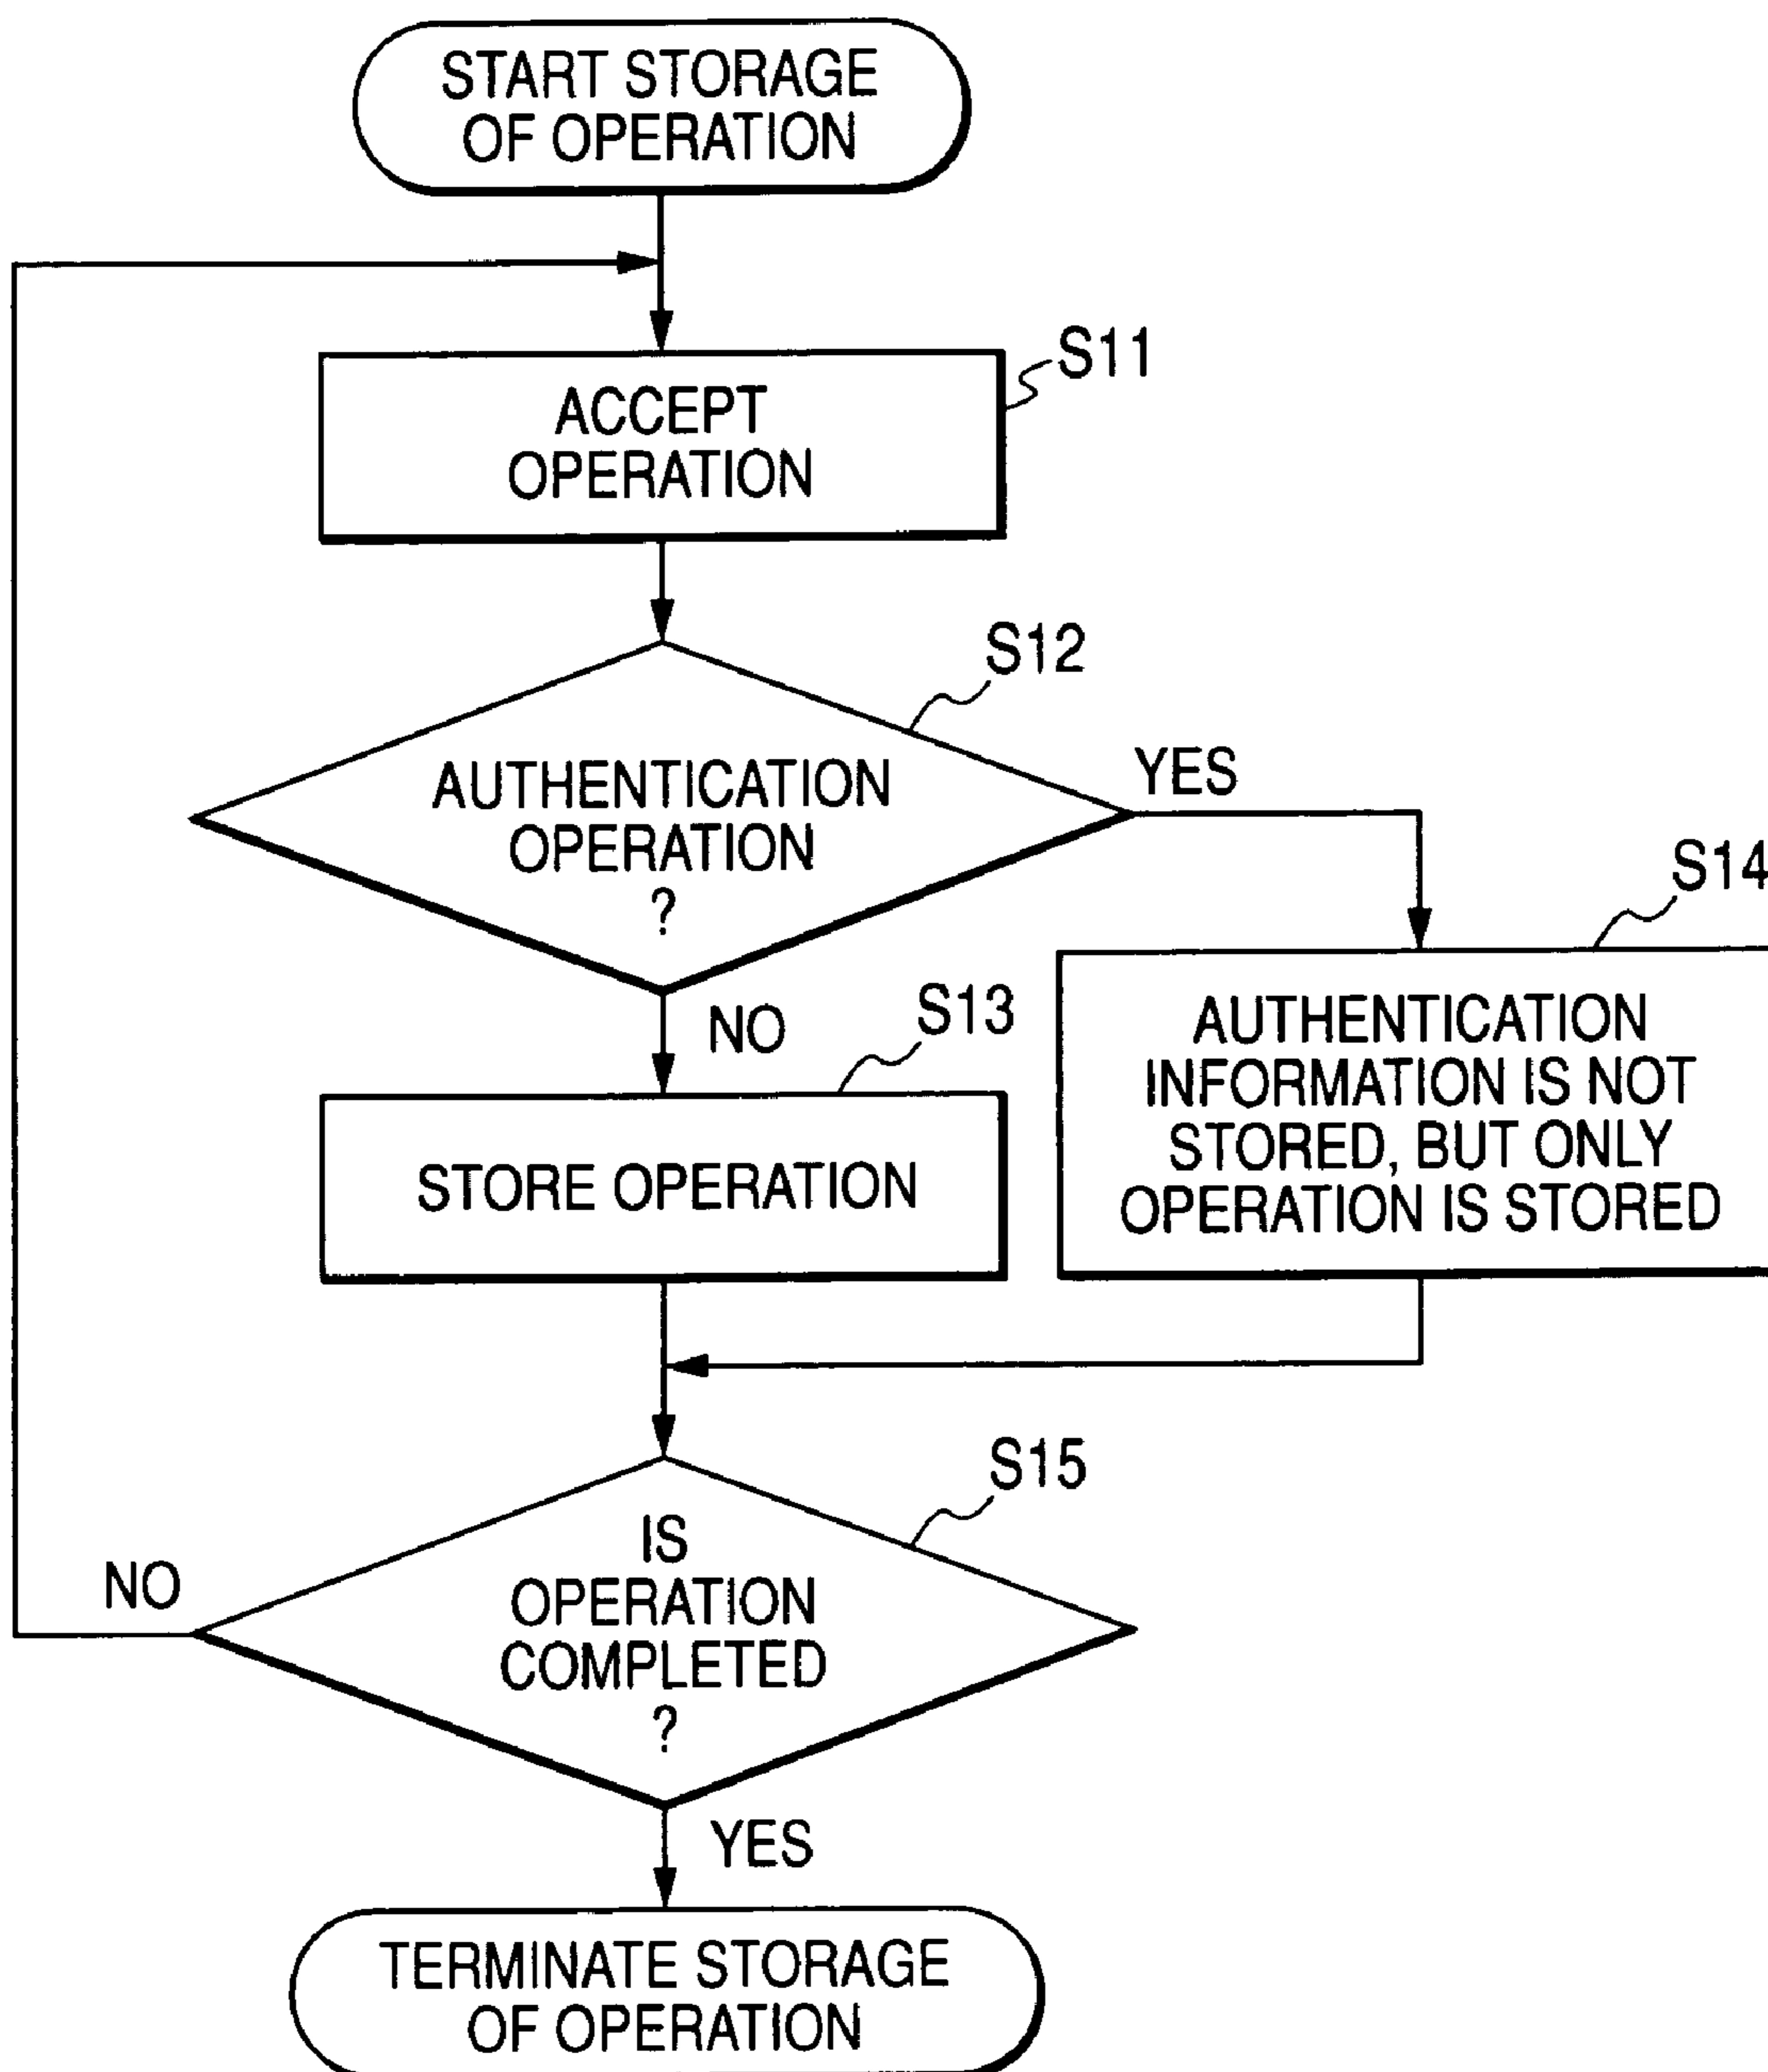 START STORAGE
OF OPERATION
S11
ACCEPT
OPERATION
S12
AUTHENTICATION
OPERATION
?
YES
S14
NO
S13
AUTHENTICATION
INFORMATION IS NOT
STORED, BUT ONLY
OPERATION IS STORED
STORE OPERATION
S15
IS
OPERATION
COMPLETED
?
NO
YES
TERMINATE STORAGE
OF OPERATION